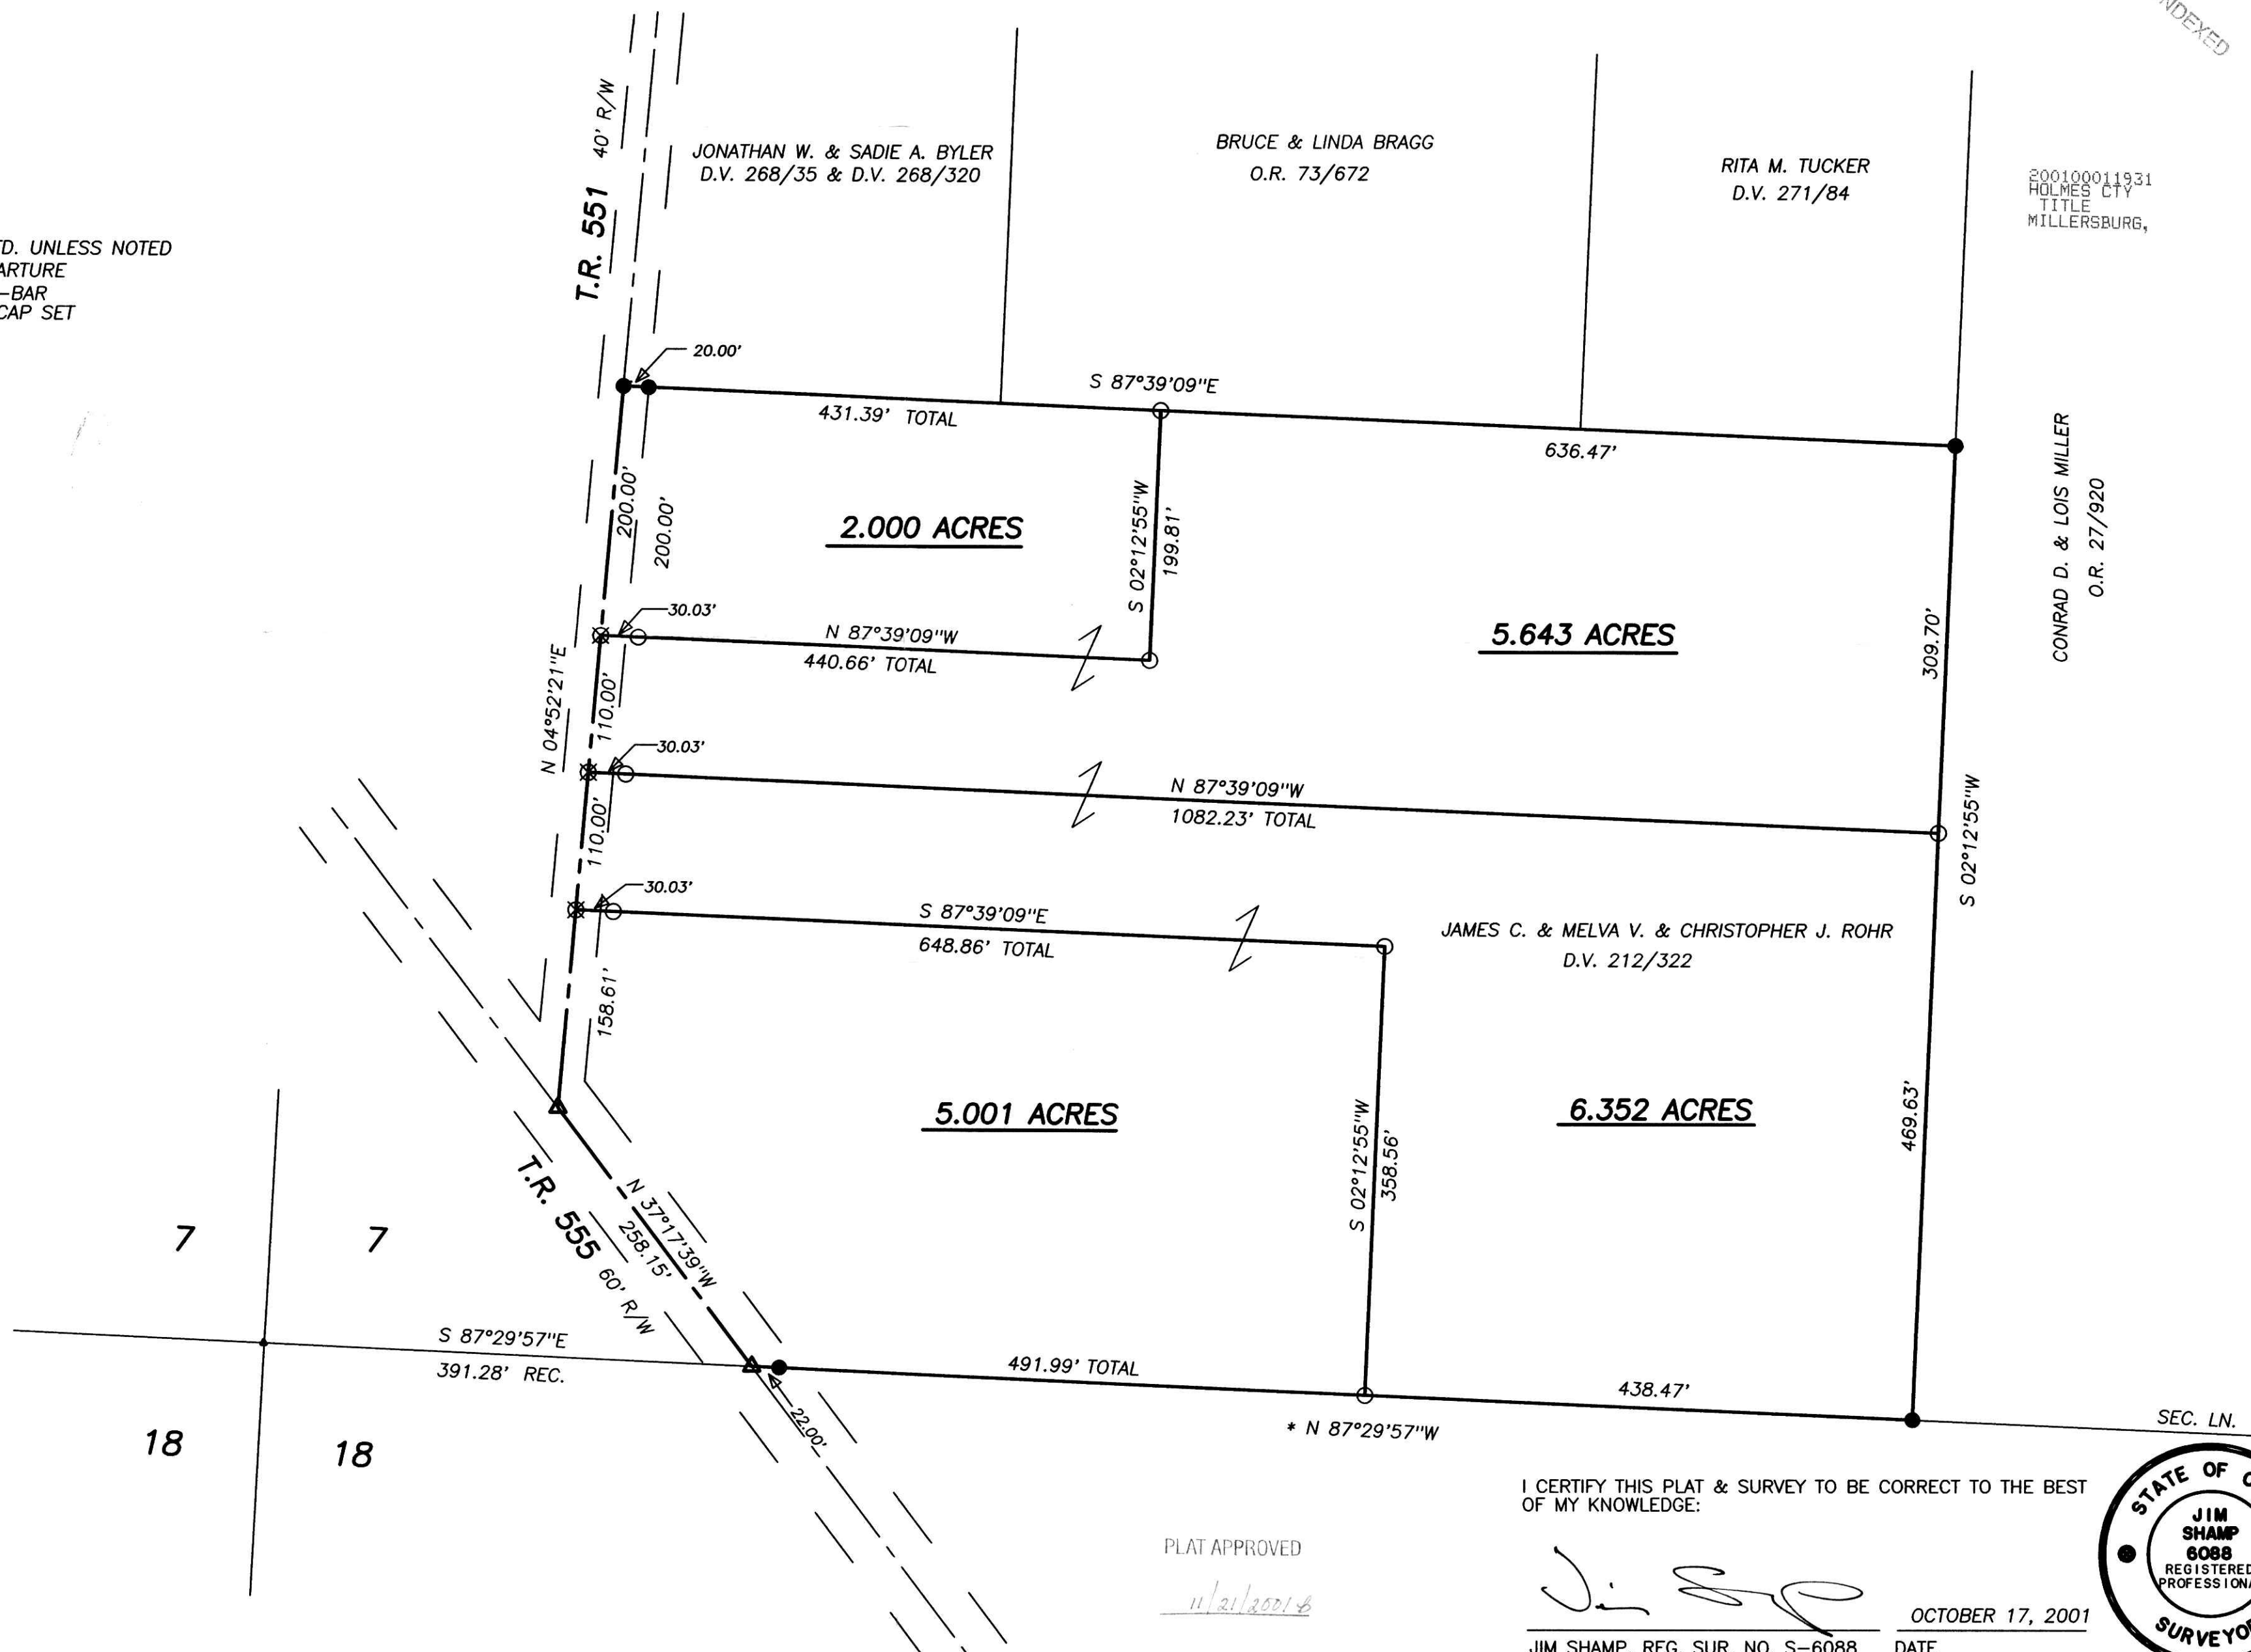 INDEXED
T.R. 551 40' R/W
JONATHAN W. & SADIE A. BYLER
D.V. 268/35 & D.V. 268/320
BRUCE & LINDA BRAGG
O.R. 73/672
RITA M. TUCKER
D.V. 271/84
200100011931
HOLMES CTY
TITLE
MILLERSBURG,
TD. UNLESS NOTED
ARTURE
-BAR
CAP SET
20.00'
S 87°39'09"E
431.39' TOTAL
636.47'
CONRAD D. & LOIS MILLER
O.R. 27/920
200.00'
200.00'
2.000 ACRES
S 02°12'55"W
199.81'
30.03'
N 87°39'09"W
440.66' TOTAL
5.643 ACRES
309.70'
N 04°52'21"E
110.00'
30.03'
N 87°39'09"W
1082.23' TOTAL
S 02°12'55"W
110.00'
30.03'
S 87°39'09"E
648.86' TOTAL
JAMES C. & MELVA V. & CHRISTOPHER J. ROHR
D.V. 212/322
158.61'
5.001 ACRES
S 02°12'55"W
358.56'
6.352 ACRES
469.63'
T.R. 555 60' R/W
N 37°17'39"W
258.15'
7
7
S 87°29'57"E
391.28' REC.
491.99' TOTAL
438.47'
22.00'
* N 87°29'57"W
SEC. LN.
18
18
I CERTIFY THIS PLAT & SURVEY TO BE CORRECT TO THE BEST
OF MY KNOWLEDGE:
PLAT APPROVED
11/21/2001
OCTOBER 17, 2001
JIM SHAMP, REG. SUR. NO. S-6088 DATE
STATE OF O
JIM
SHAMP
6088
REGISTERED
PROFESSIONA
SURVEYOR